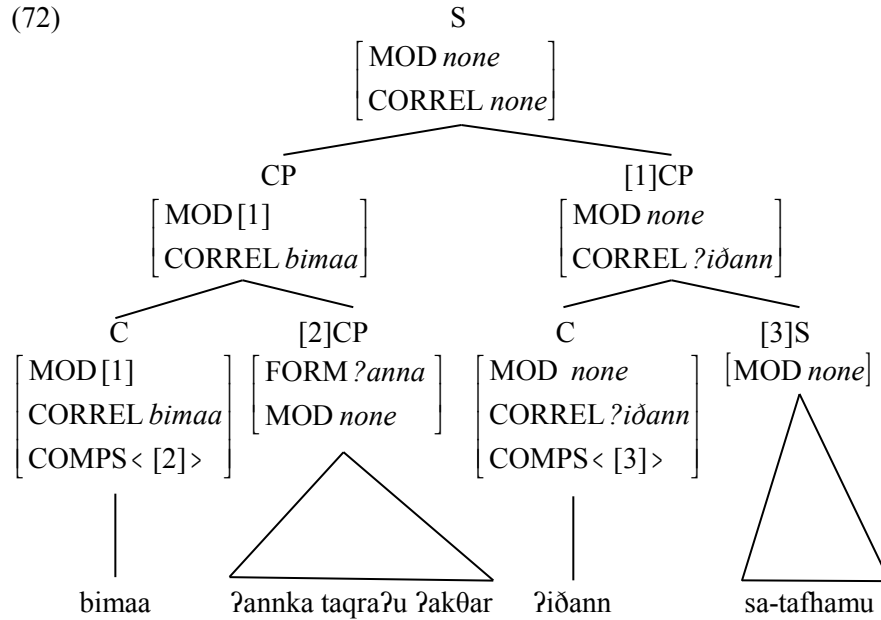 (72) S
[MOD none
CORREL none]
CP [1]CP
[MOD [1] [MOD none
CORREL bimaa] CORREL ʔiðann]
C [2]CP C [3]S
[MOD [1] [FORM ʔanna [MOD none [MOD none]
CORREL bimaa MOD none] CORREL ʔiðann
COMPS < [2] >] COMPS < [3] >]
bimaa ʔannka taqraʔu ʔakθar ʔiðann sa-tafhamu